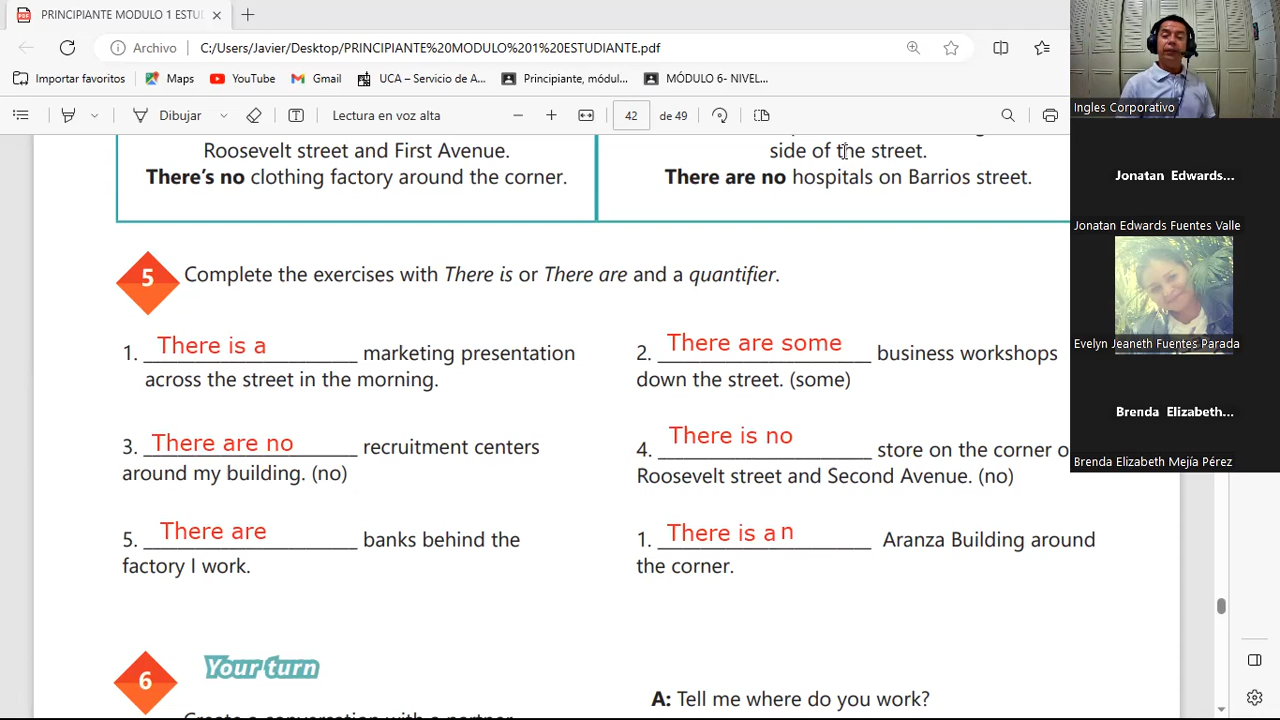 PRINCIPIANTE MODULO 1 ESTU
Archivo C:/Users/Javier/Desktop/PRINCIPIANTE%20MODULO%201%20ESTUDIANTE.pdf
Importar favoritos Maps YouTube Gmail UCA – Servicio de A... Principiante, módul... MÓDULO 6- NIVEL...
Dibujar Lectura en voz alta 42 de 49
Ingles Corporativo
Jonatan Edwards...
Jonatan Edwards Fuentes Valle
Evelyn Jeaneth Fuentes Parada
Brenda Elizabeth...
Brenda Elizabeth Mejía Pérez
Roosevelt street and First Avenue.
There's no clothing factory around the corner.
side of the street.
There are no hospitals on Barrios street.
5 Complete the exercises with There is or There are and a quantifier.
1. There is a marketing presentation
across the street in the morning.
2. There are some business workshops
down the street. (some)
3. There are no recruitment centers
around my building. (no)
4. There is no store on the corner o
Roosevelt street and Second Avenue. (no)
5. There are banks behind the
factory I work.
1. There is an Aranza Building around
the corner.
6 Your turn
Create a conversation with a partner
A: Tell me where do you work?